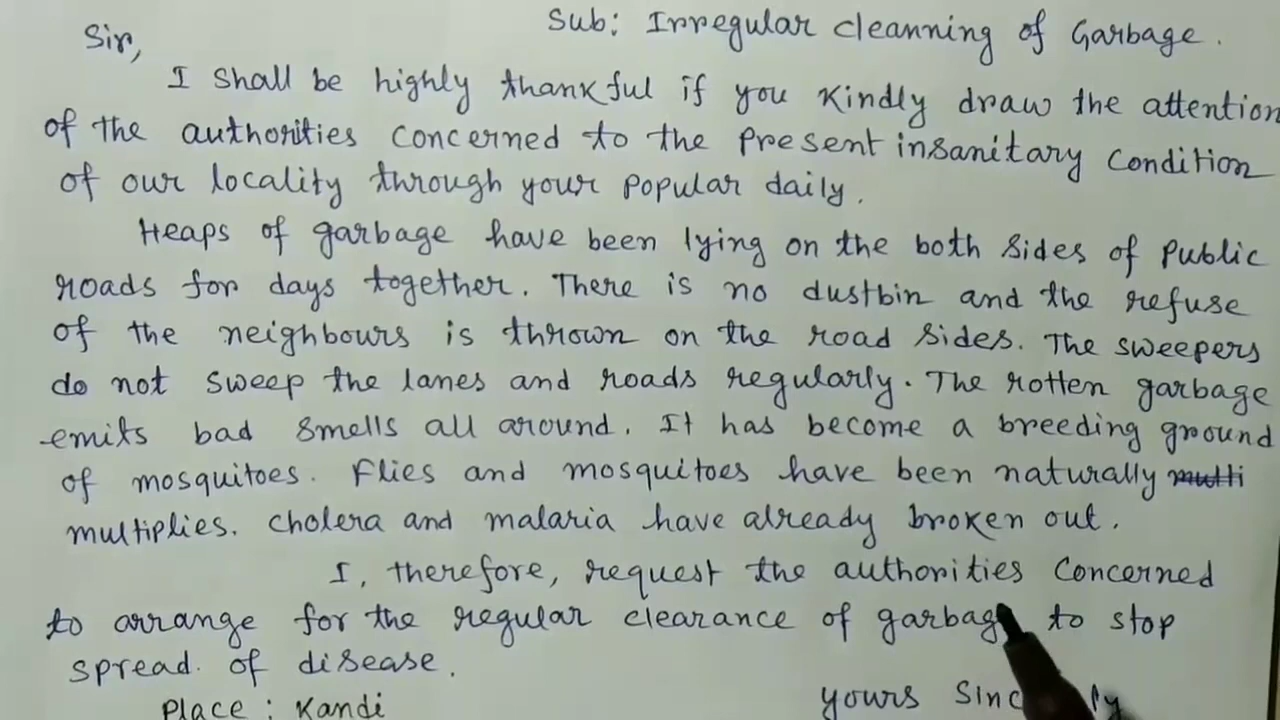 Sub: Irregular cleanning of Garbage.
Sir,
I shall be highly thankful if you kindly draw the attention
of the authorities concerned to the present insanitary condition
of our locality through your popular daily.
Heaps of garbage have been lying on the both sides of public
roads for days together. There is no dustbin and the refuse
of the neighbours is thrown on the road sides. The sweepers
do not sweep the lanes and roads regularly. The rotten garbage
emits bad smells all around. It has become a breeding ground
of mosquitoes. Flies and mosquitoes have been naturally multi
multiplies. Cholera and malaria have already broken out.
I, therefore, request the authorities concerned
to arrange for the regular clearance of garbage to stop
spread. of disease.
Place: Kandi
yours